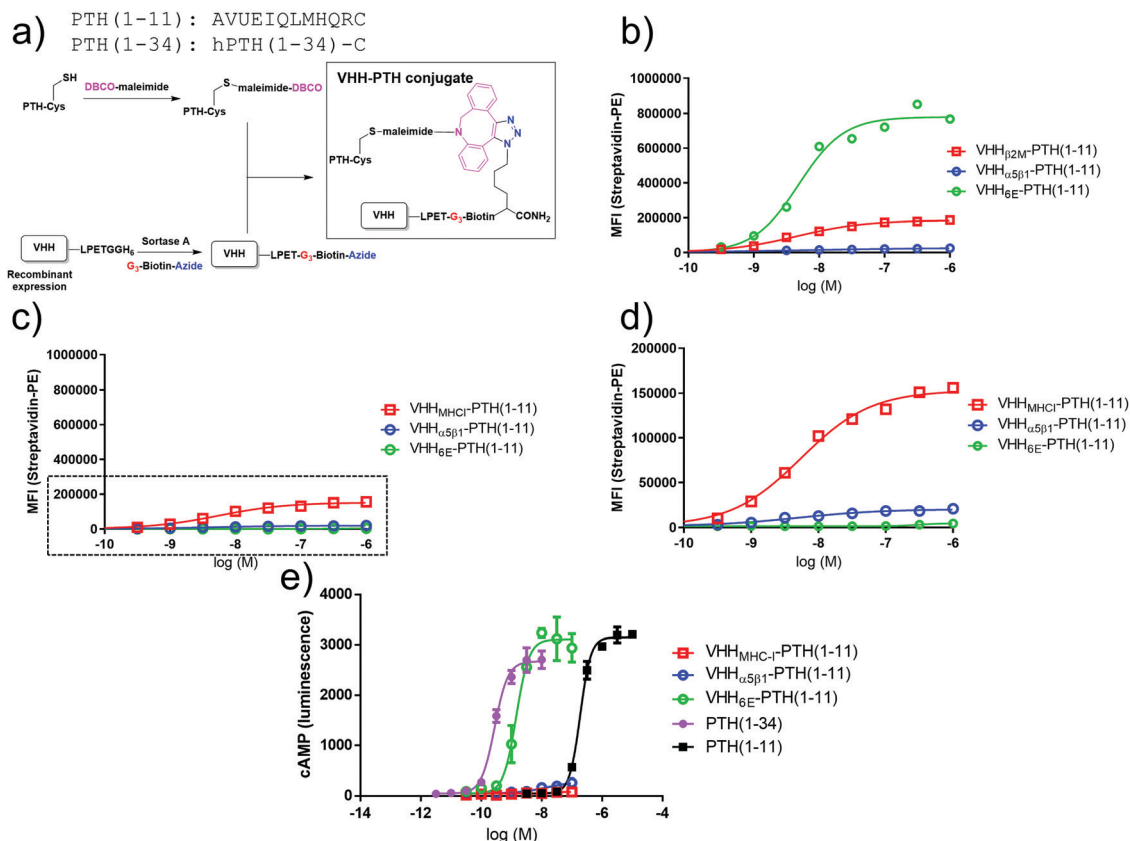 a)
PTH(1-11): AVUEIQLMHQRC
PTH(1-34): hPTH(1-34)-C
SH
PTH-Cys
DBCO-maleimide
S-maleimide-DBCO
PTH-Cys
VHH-PTH conjugate
S-maleimide
PTH-Cys
N
N
N
N
VHH
LPET-G3-Biotin
CONH2
VHH
LPETGGH6
Recombinant
expression
Sortase A
G3-Biotin-Azide
VHH
LPET-G3-Biotin-Azide
b)
MFI (Streptavidin-PE)
1000000
800000
600000
400000
200000
0
-10 -9 -8 -7 -6
log (M)
VHHβ2M-PTH(1-11)
VHHα5β1-PTH(1-11)
VHH6E-PTH(1-11)
c)
MFI (Streptavidin-PE)
1000000
800000
600000
400000
200000
0
-10 -9 -8 -7 -6
log (M)
VHHMHCI-PTH(1-11)
VHHα5β1-PTH(1-11)
VHH6E-PTH(1-11)
d)
MFI (Streptavidin-PE)
200000
150000
100000
50000
0
-10 -9 -8 -7 -6
log (M)
VHHMHCI-PTH(1-11)
VHHα5β1-PTH(1-11)
VHH6E-PTH(1-11)
e)
cAMP (luminescence)
4000
3000
2000
1000
0
-14 -12 -10 -8 -6 -4
log (M)
VHHMHC-I-PTH(1-11)
VHHα5β1-PTH(1-11)
VHH6E-PTH(1-11)
PTH(1-34)
PTH(1-11)